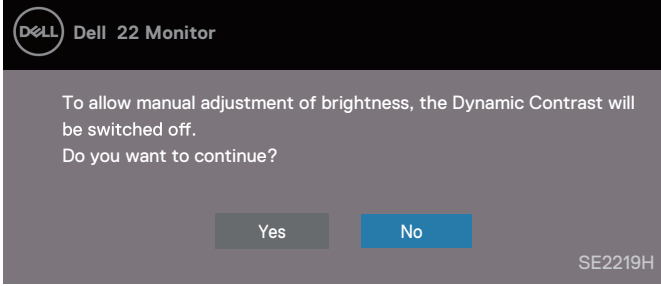 DELL Dell 22 Monitor
To allow manual adjustment of brightness, the Dynamic Contrast will
be switched off.
Do you want to continue?
Yes No
SE2219H